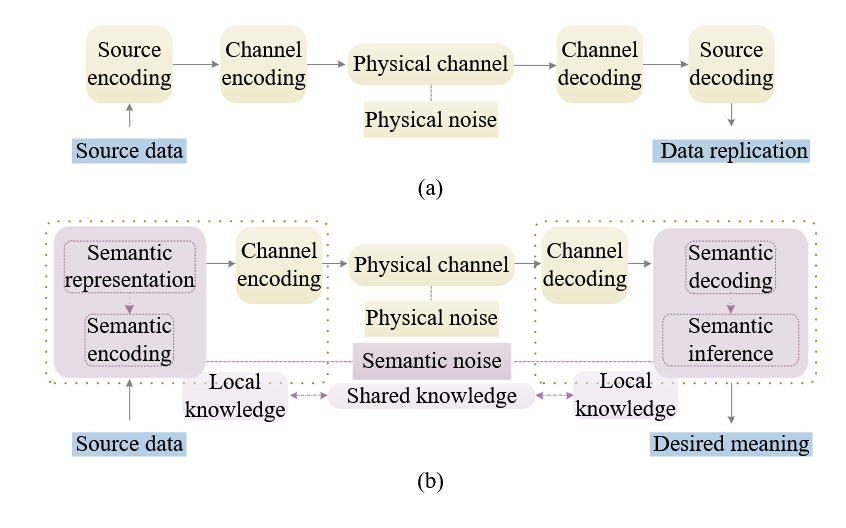 Source
encoding
Channel
encoding
Physical channel
Channel
decoding
Source
decoding
Physical noise
Source data
Data replication
(a)
Semantic
representation
Semantic
encoding
Channel
encoding
Physical channel
Channel
decoding
Semantic
decoding
Semantic
inference
Physical noise
Semantic noise
Local
knowledge
Shared knowledge
Local
knowledge
Source data
Desired meaning
(b)